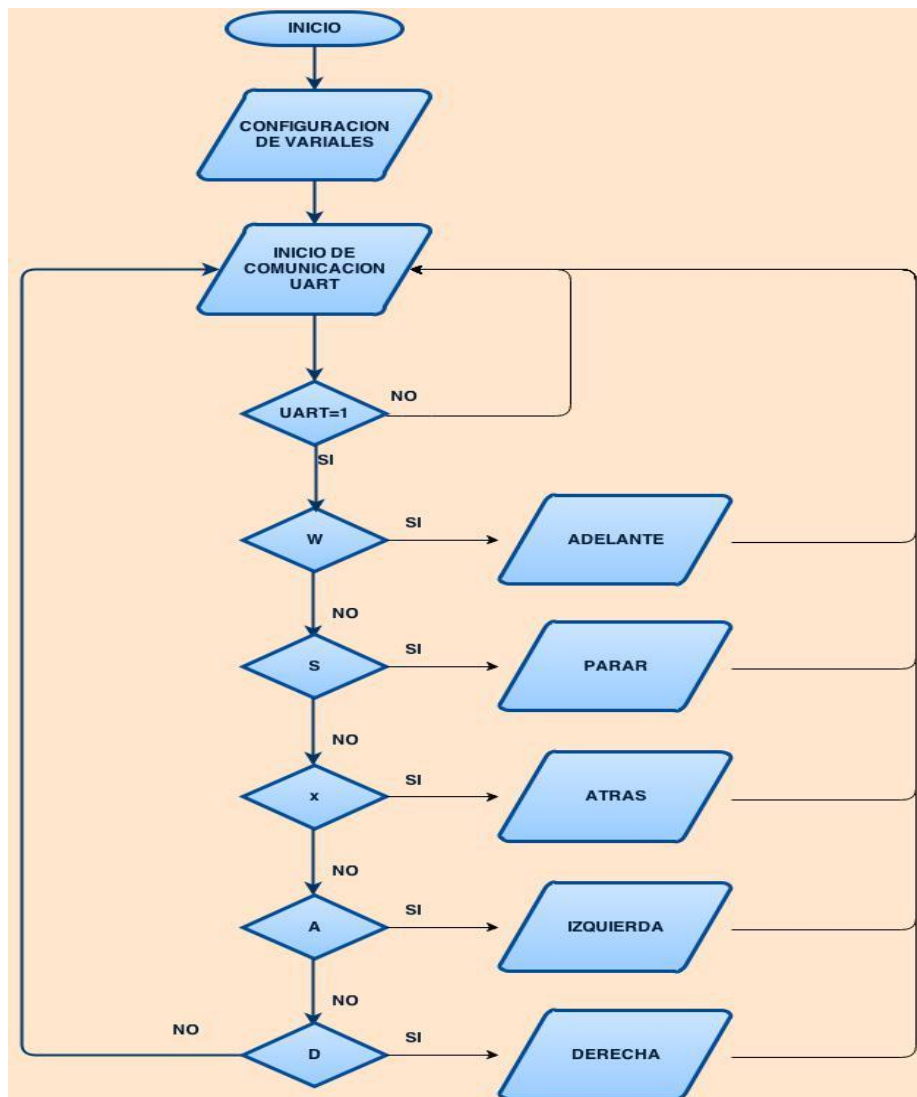 INICIO
CONFIGURACION
DE VARIALES
INICIO DE
COMUNICACION
UART
UART=1
NO
SI
W
SI
ADELANTE
NO
S
SI
PARAR
NO
x
SI
ATRAS
NO
A
SI
IZQUIERDA
NO
NO
D
SI
DERECHA